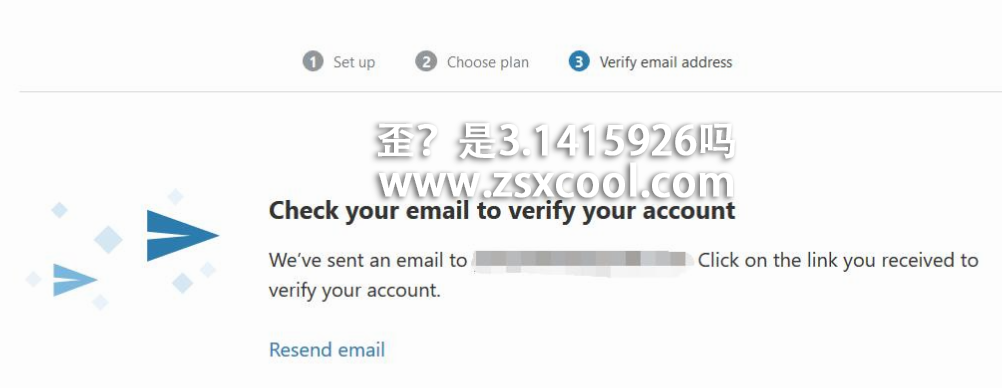 1 Set up 2 Choose plan 3 Verify email address
歪？是3.1415926吗
www.zsxcool.com
Check your email to verify your account
We've sent an email to Click on the link you received to
verify your account.
Resend email